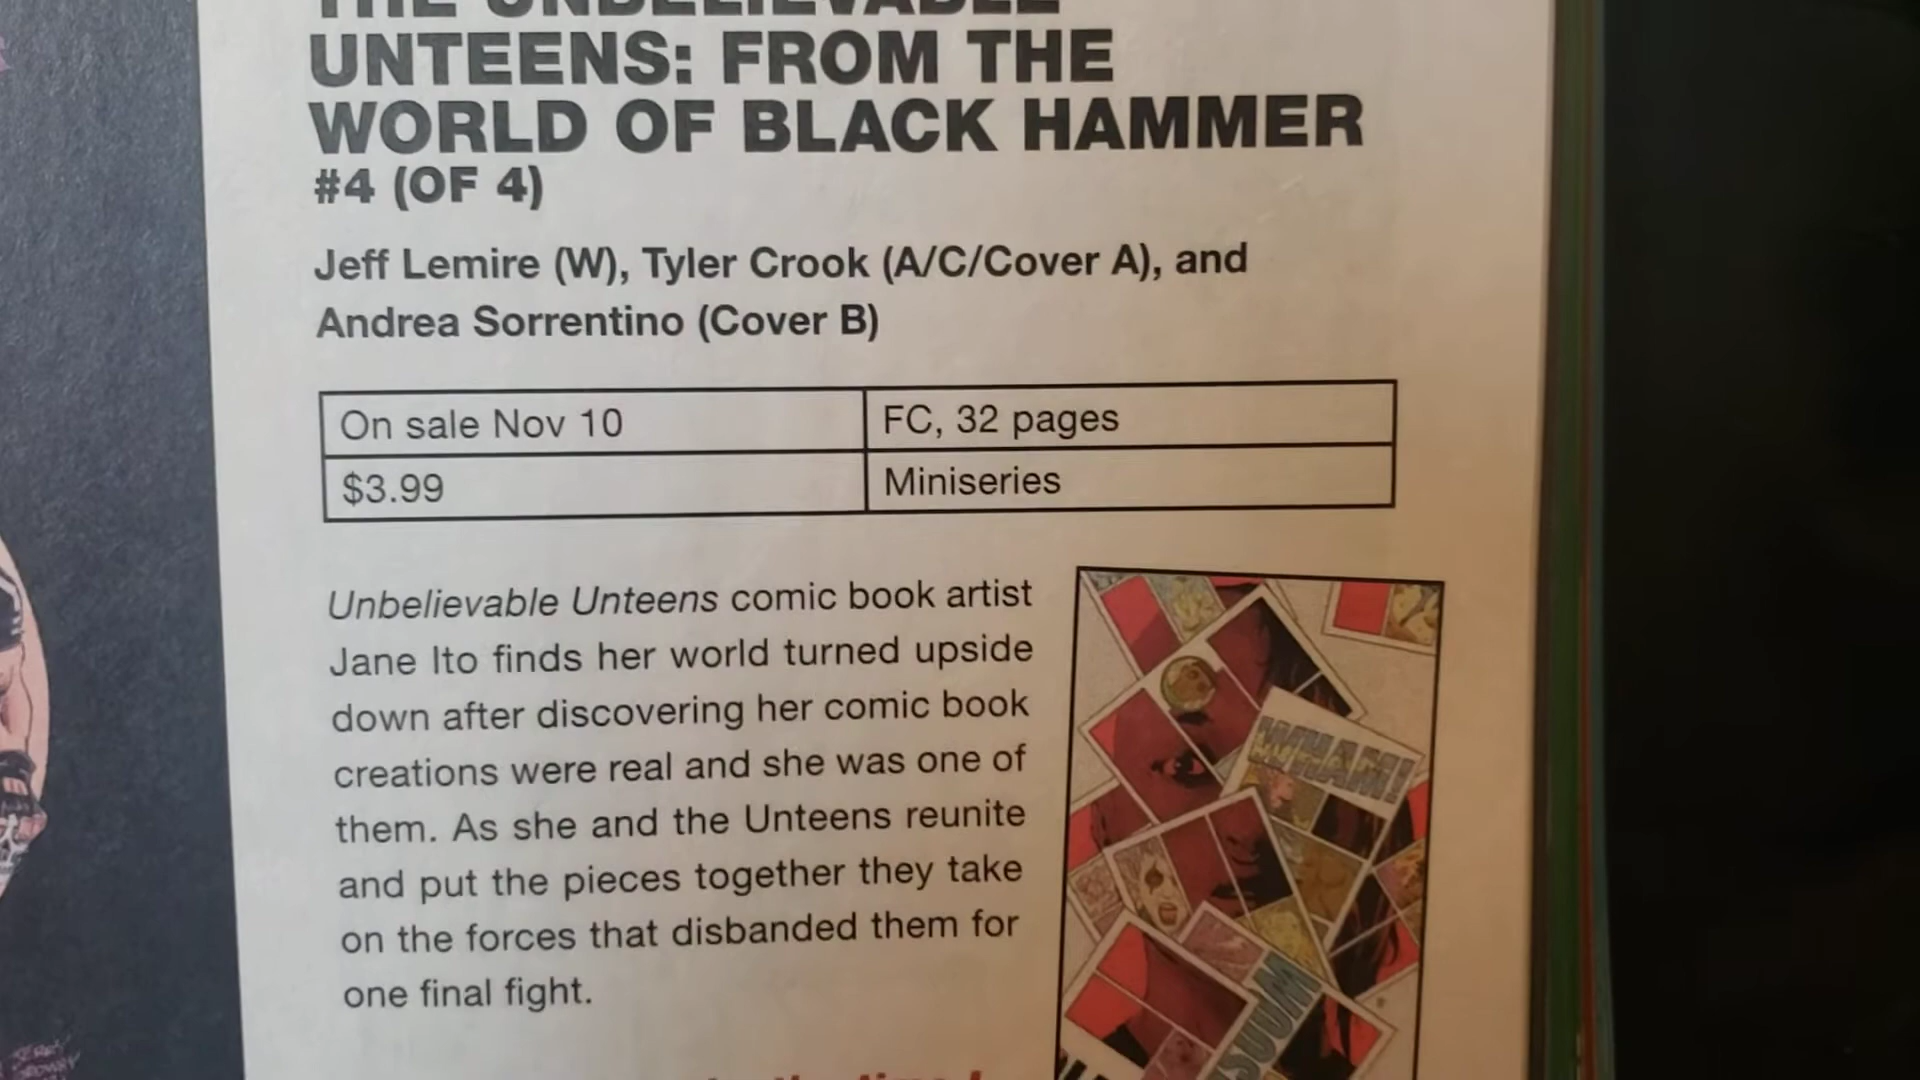 THE UNBELIEVABLE
UNTEENS: FROM THE
WORLD OF BLACK HAMMER
#4 (OF 4)
Jeff Lemire (W), Tyler Crook (A/C/Cover A), and
Andrea Sorrentino (Cover B)
On sale Nov 10
FC, 32 pages
$3.99
Miniseries
Unbelievable Unteens comic book artist
Jane Ito finds her world turned upside
down after discovering her comic book
creations were real and she was one of
them. As she and the Unteens reunite
and put the pieces together they take
on the forces that disbanded them for
one final fight.
WHAM!